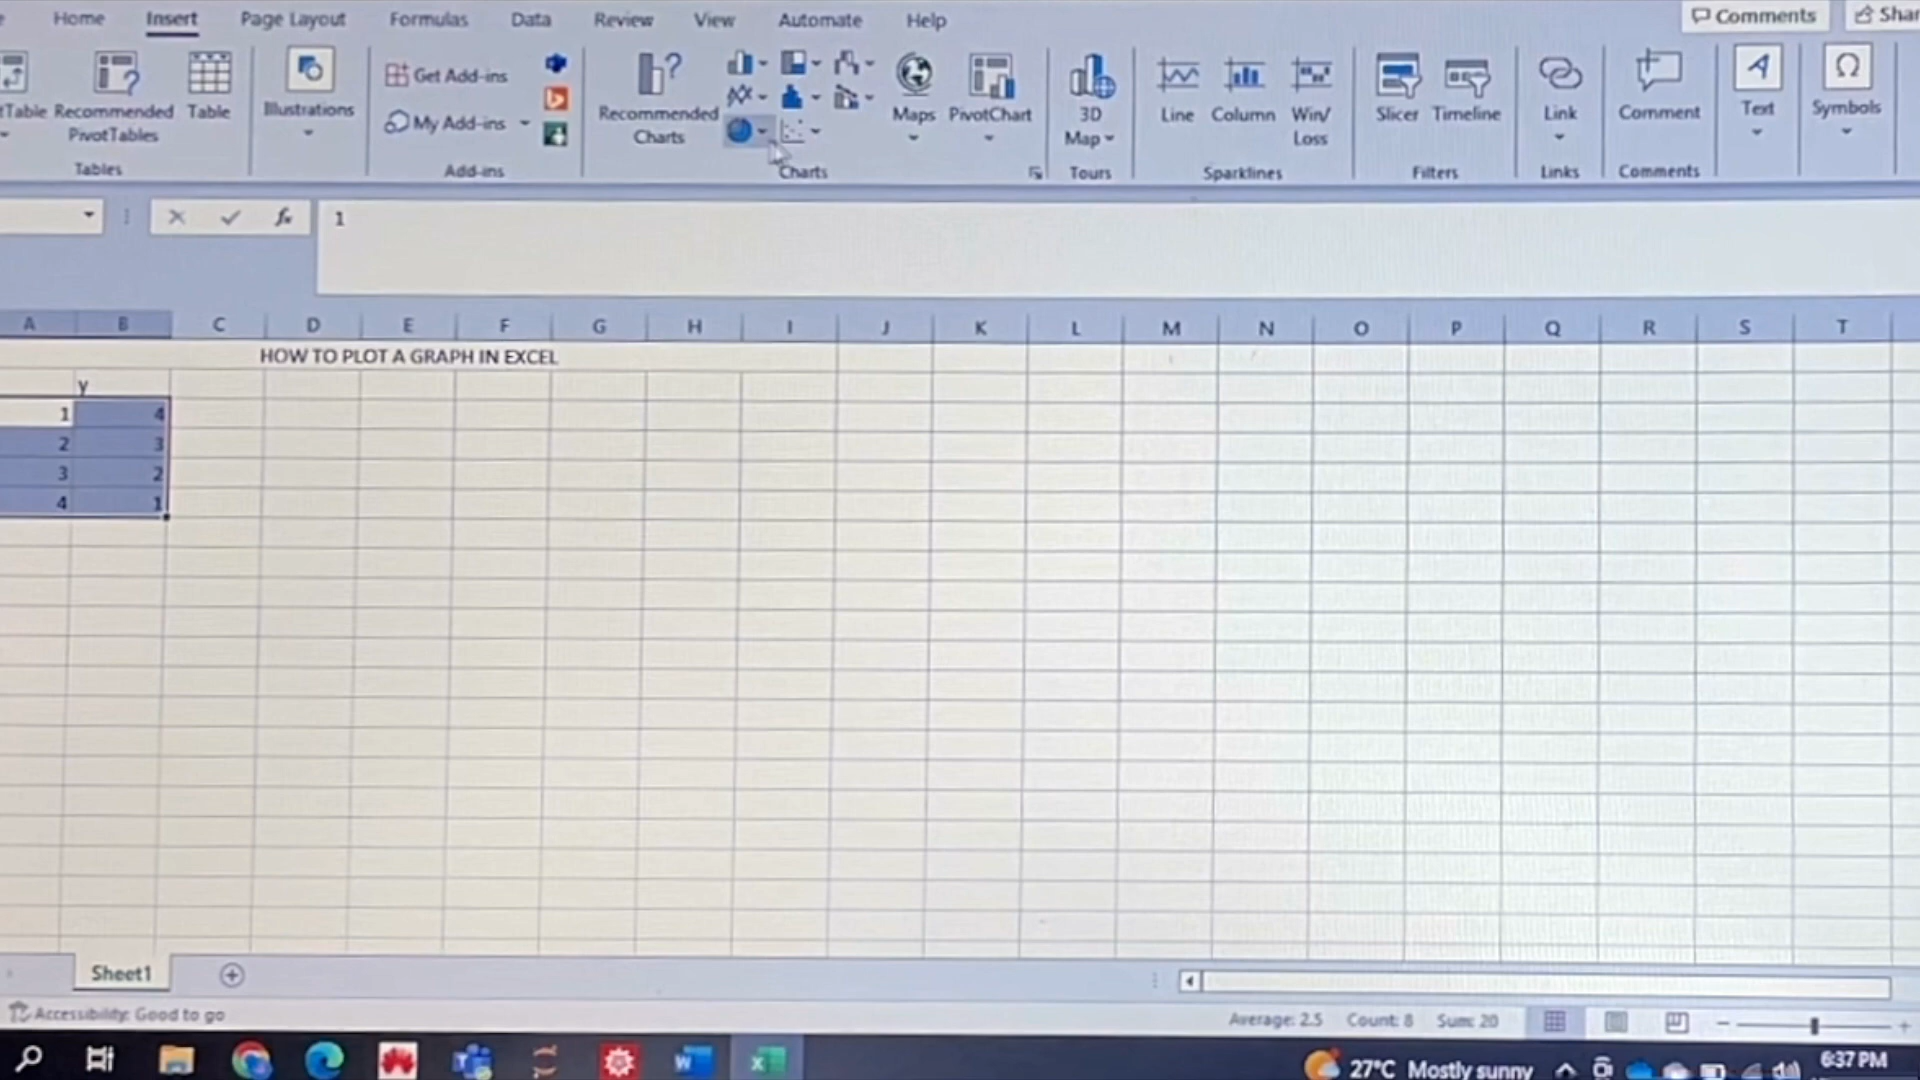 Home Insert Page Layout Formulas Data Review View Automate Help Comments
Recommended PivotTables Table Illustrations Get Add-ins My Add-ins Recommended Charts Maps PivotChart 3D Map Line Column Win/Loss Slicer Timeline Link Comment Text Symbols
Tables Add-ins Charts Tours Sparklines Filters Links Comments
fx 1
A B C D E F G H I J K L M N O P Q R S T
HOW TO PLOT A GRAPH IN EXCEL
y
1 4
2 3
3 2
4 1
Sheet1
Accessibility: Good to go Average: 2.5 Count: 8 Sum: 20
27°C Mostly sunny 6:37 PM